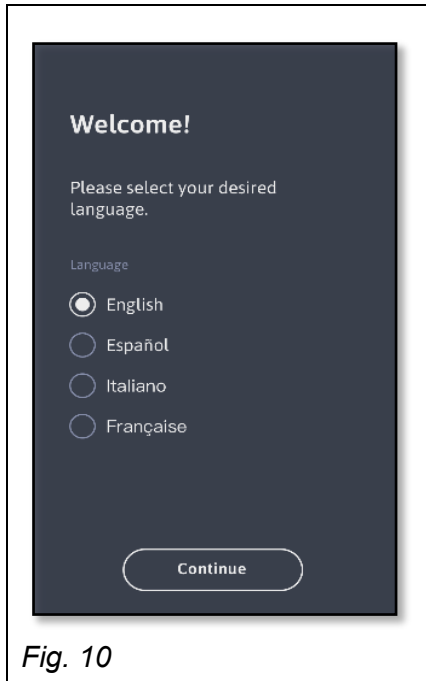 Welcome!
Please select your desired
language.
Language
English
Español
Italiano
Française
Continue
Fig. 10